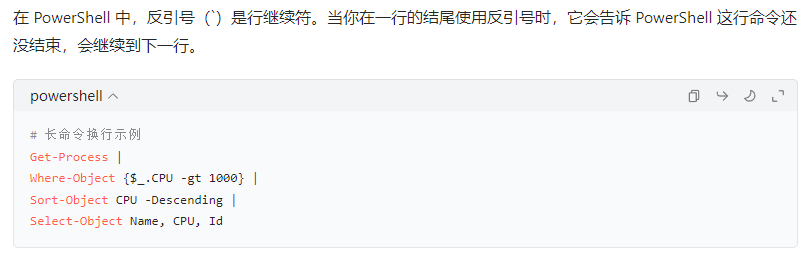 在 PowerShell 中，反引号（`）是行继续符。当你在一行的结尾使用反引号时，它会告诉 PowerShell 这行命令还
没结束，会继续到下一行。
powershell
# 长命令换行示例
Get-Process |
Where-Object {$_.CPU -gt 1000} |
Sort-Object CPU -Descending |
Select-Object Name, CPU, Id